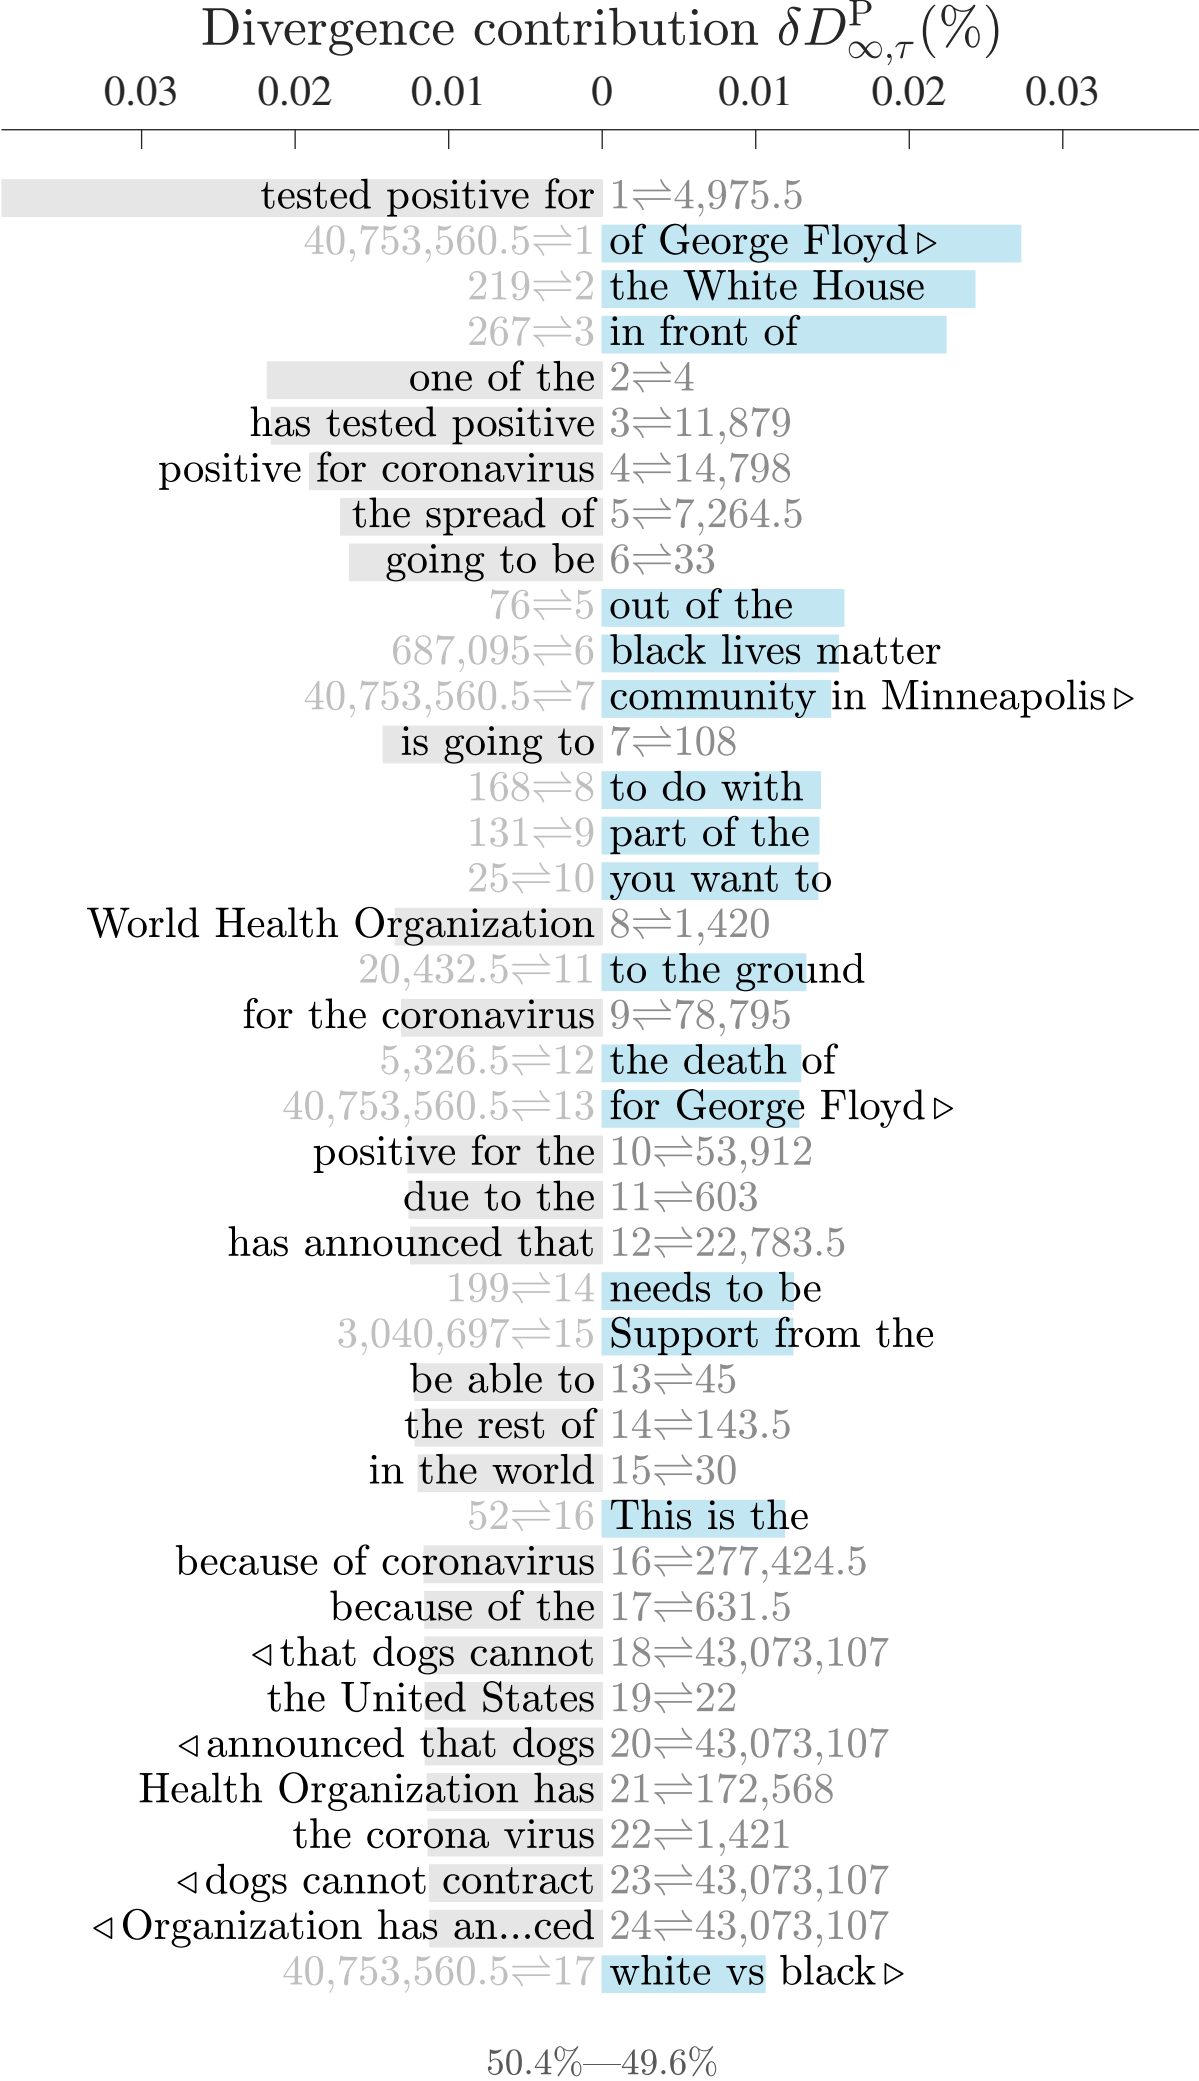 Divergence contribution δD^P_∞,τ(%)
0.03 0.02 0.01 0 0.01 0.02 0.03
tested positive for 1⇌4,975.5
40,753,560.5⇌1 of George Floyd▷
219⇌2 the White House
267⇌3 in front of
one of the 2⇌4
has tested positive 3⇌11,879
positive for coronavirus 4⇌14,798
the spread of 5⇌7,264.5
going to be 6⇌33
76⇌5 out of the
687,095⇌6 black lives matter
40,753,560.5⇌7 community in Minneapolis▷
is going to 7⇌108
168⇌8 to do with
131⇌9 part of the
25⇌10 you want to
World Health Organization 8⇌1,420
20,432.5⇌11 to the ground
for the coronavirus 9⇌78,795
5,326.5⇌12 the death of
40,753,560.5⇌13 for George Floyd▷
positive for the 10⇌53,912
due to the 11⇌603
has announced that 12⇌22,783.5
199⇌14 needs to be
3,040,697⇌15 Support from the
be able to 13⇌45
the rest of 14⇌143.5
in the world 15⇌30
52⇌16 This is the
because of coronavirus 16⇌277,424.5
because of the 17⇌631.5
◁that dogs cannot 18⇌43,073,107
the United States 19⇌22
◁announced that dogs 20⇌43,073,107
Health Organization has 21⇌172,568
the corona virus 22⇌1,421
◁dogs cannot contract 23⇌43,073,107
◁Organization has an...ced 24⇌43,073,107
40,753,560.5⇌17 white vs black▷
50.4%—49.6%